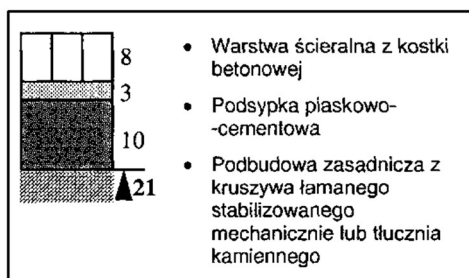 8
3
10
21
• Warstwa ścieralna z kostki
betonowej
• Podsypka piaskowo-
-cementowa
• Podbudowa zasadnicza z
kruszywa łamanego
stabilizowanego
mechanicznie lub tłucznia
kamiennego